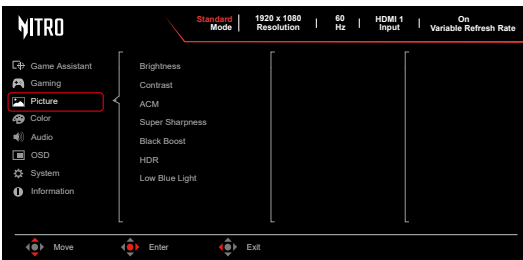 NITRO
Standard Mode
1920 x 1080 Resolution
60 Hz
HDMI 1 Input
On Variable Refresh Rate
Game Assistant
Gaming
Picture
Color
Audio
OSD
System
Information
Brightness
Contrast
ACM
Super Sharpness
Black Boost
HDR
Low Blue Light
Move
Enter
Exit